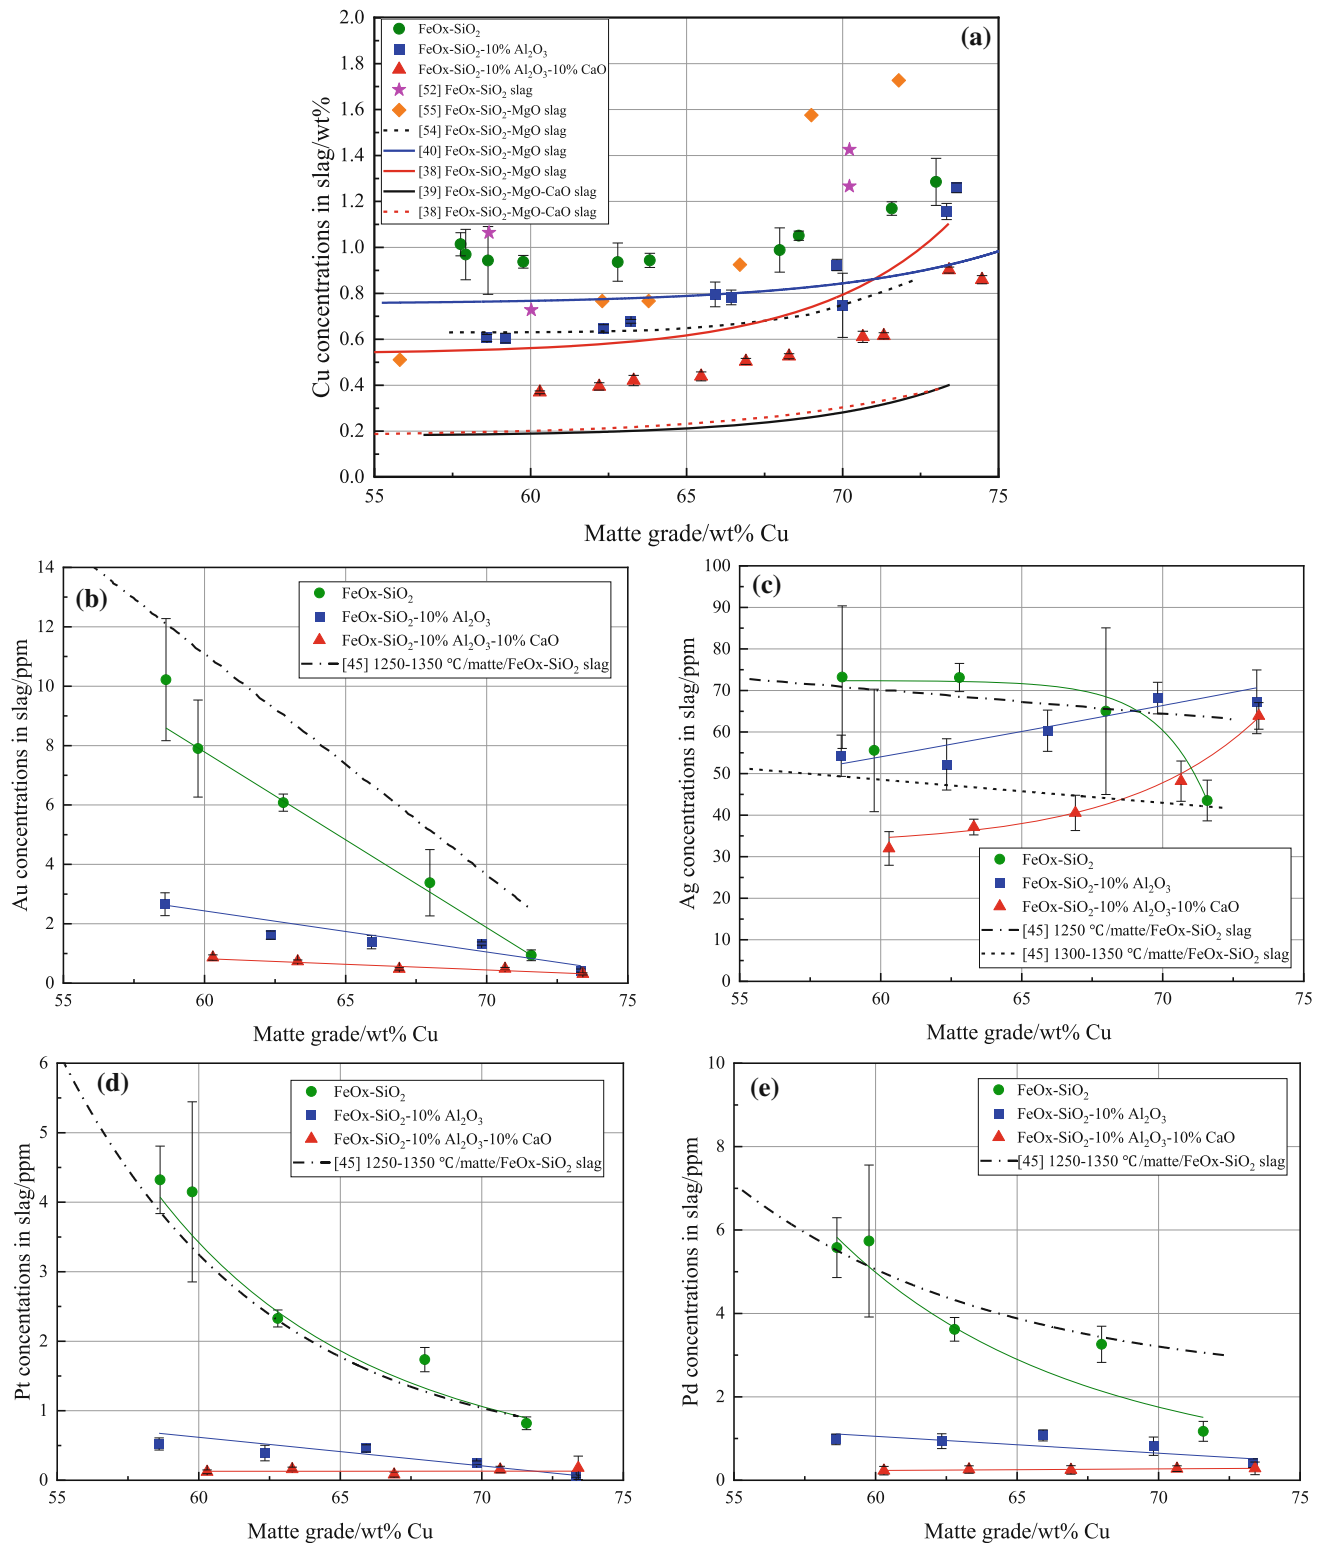 (a)
FeOx-SiO₂
FeOx-SiO₂-10% Al₂O₃
FeOx-SiO₂-10% Al₂O₃-10% CaO
[52] FeOx-SiO₂ slag
[55] FeOx-SiO₂-MgO slag
[54] FeOx-SiO₂-MgO slag
[40] FeOx-SiO₂-MgO slag
[38] FeOx-SiO₂-MgO slag
[39] FeOx-SiO₂-MgO-CaO slag
[38] FeOx-SiO₂-MgO-CaO slag
Cu concentrations in slag/wt%
2.0
1.8
1.6
1.4
1.2
1.0
0.8
0.6
0.4
0.2
0.0
55 60 65 70 75
Matte grade/wt% Cu
(b)
FeOx-SiO₂
FeOx-SiO₂-10% Al₂O₃
FeOx-SiO₂-10% Al₂O₃-10% CaO
[45] 1250-1350 ℃/matte/FeOx-SiO₂ slag
Au concentrations in slag/ppm
14
12
10
8
6
4
2
0
55 60 65 70 75
Matte grade/wt% Cu
(c)
Ag concentrations in slag/ppm
100
90
80
70
60
50
40
30
20
10
0
FeOx-SiO₂
FeOx-SiO₂-10% Al₂O₃
FeOx-SiO₂-10% Al₂O₃-10% CaO
[45] 1250 ℃/matte/FeOx-SiO₂ slag
[45] 1300-1350 ℃/matte/FeOx-SiO₂ slag
55 60 65 70 75
Matte grade/wt% Cu
(d)
FeOx-SiO₂
FeOx-SiO₂-10% Al₂O₃
FeOx-SiO₂-10% Al₂O₃-10% CaO
[45] 1250-1350 ℃/matte/FeOx-SiO₂ slag
Pt concentations in slag/ppm
6
5
4
3
2
1
0
55 60 65 70 75
Matte grade/wt% Cu
(e)
FeOx-SiO₂
FeOx-SiO₂-10% Al₂O₃
FeOx-SiO₂-10% Al₂O₃-10% CaO
[45] 1250-1350 ℃/matte/FeOx-SiO₂ slag
Pd concentrations in slag/ppm
10
8
6
4
2
0
55 60 65 70 75
Matte grade/wt% Cu